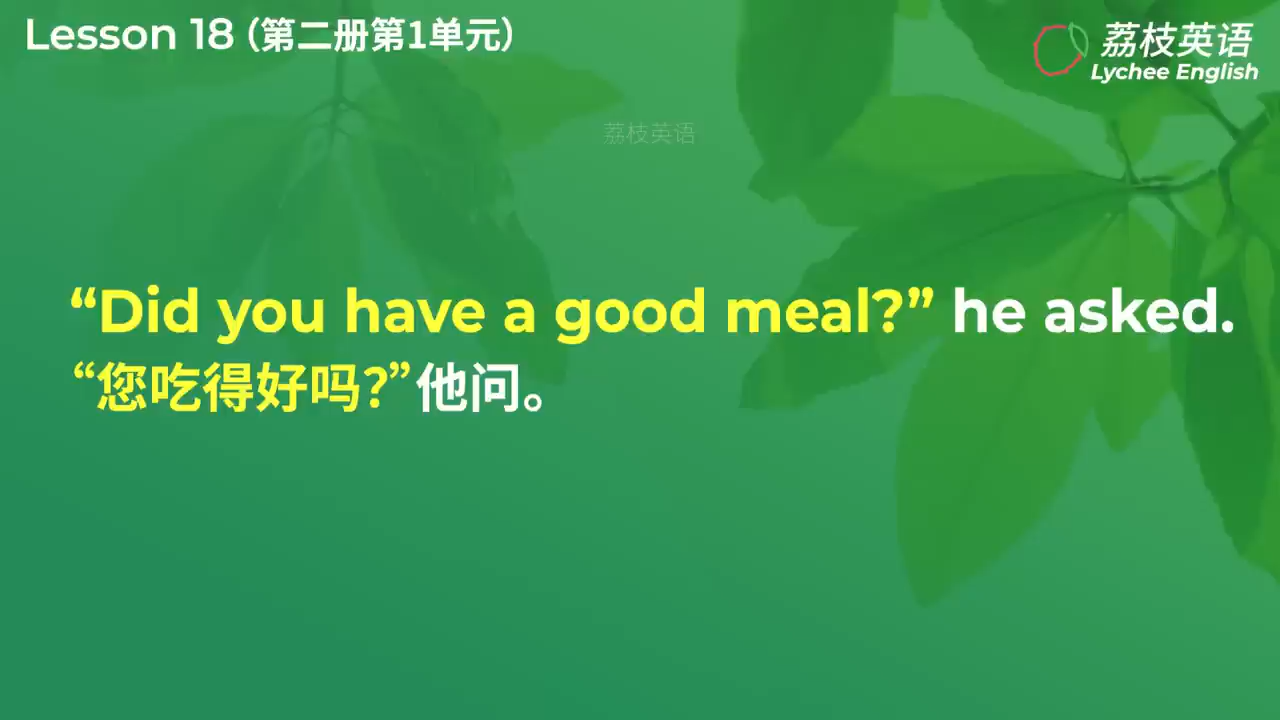 Lesson 18 (第二册第1单元)
荔枝英语
Lychee English
荔枝英语
“Did you have a good meal?” he asked.
“您吃得好吗?”他问。